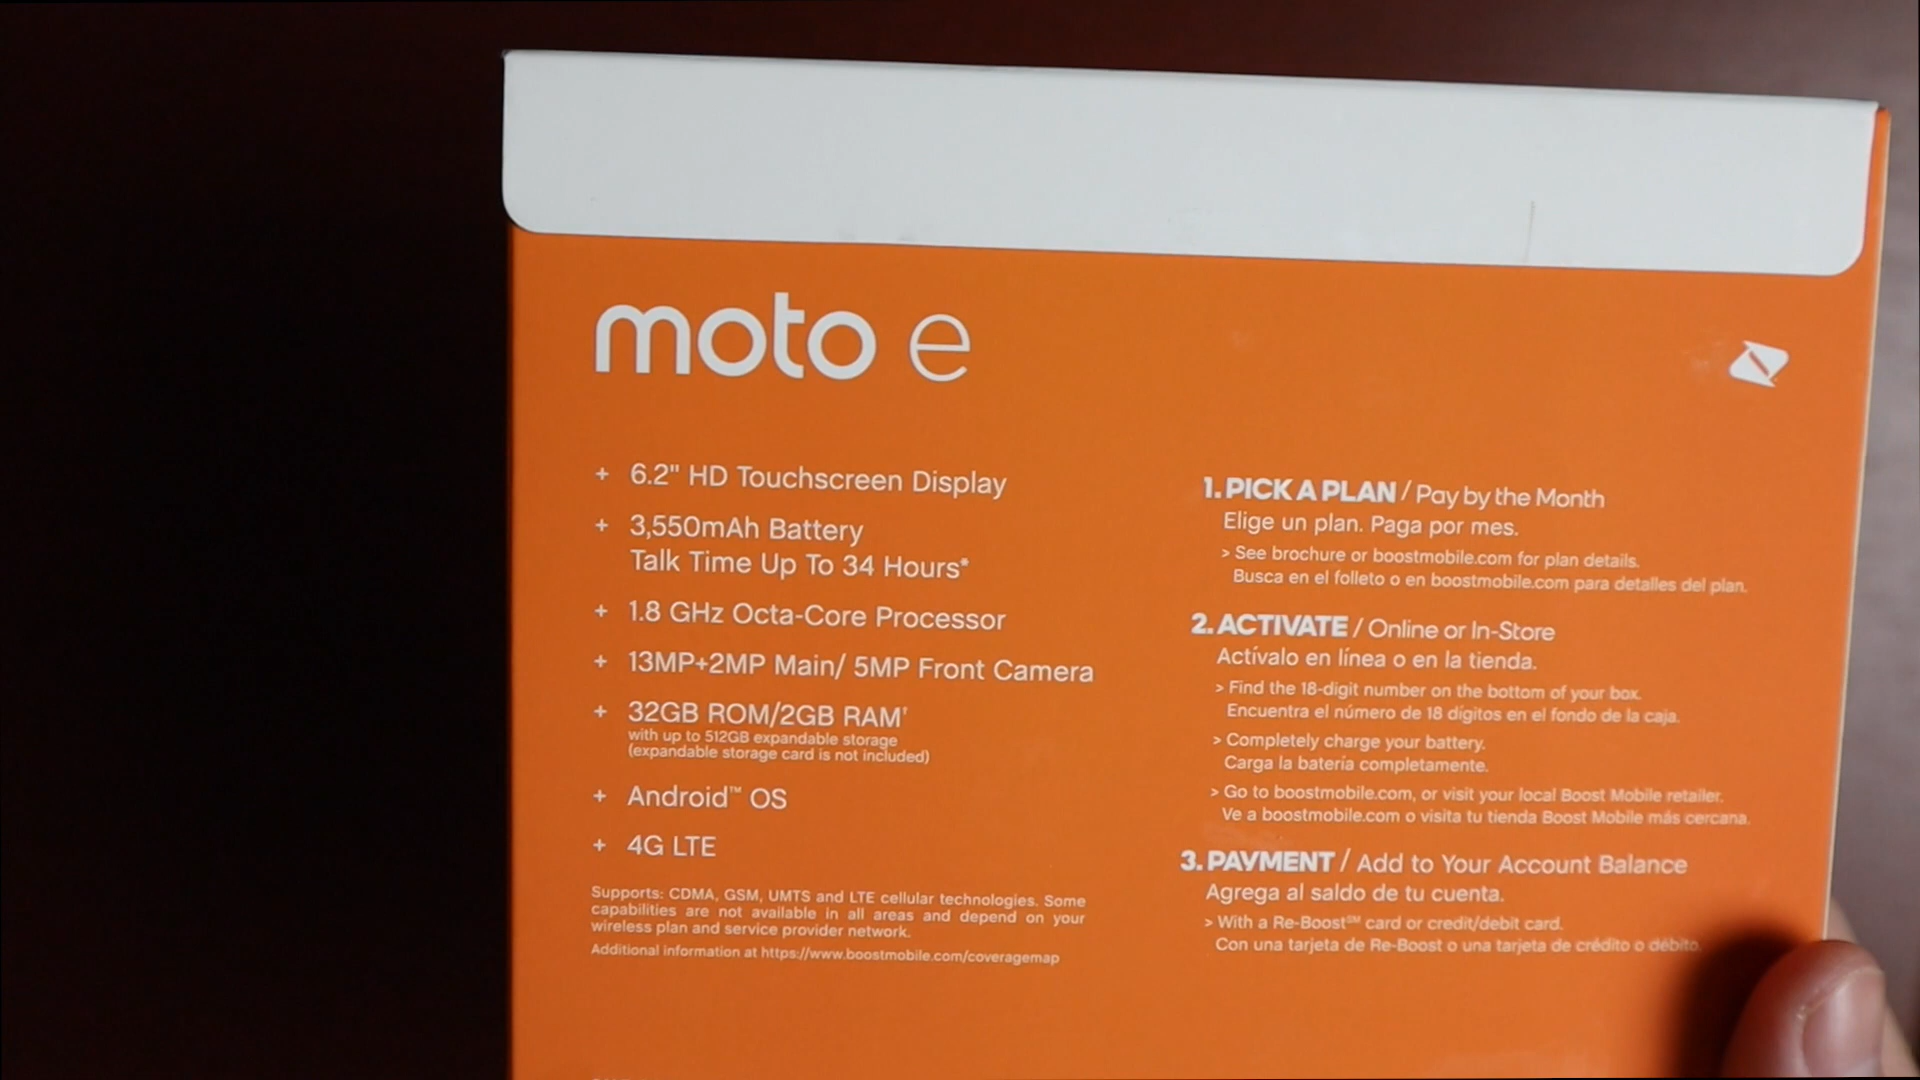 moto e
+ 6.2" HD Touchscreen Display
+ 3,550mAh Battery
Talk Time Up To 34 Hours*
+ 1.8 GHz Octa-Core Processor
+ 13MP+2MP Main/ 5MP Front Camera
+ 32GB ROM/2GB RAM†
with up to 512GB expandable storage
(expandable storage card is not included)
+ Android™ OS
+ 4G LTE
Supports: CDMA, GSM, UMTS and LTE cellular technologies. Some
capabilities are not available in all areas and depend on your
wireless plan and service provider network.
Additional information at https://www.boostmobile.com/coveragemap
1. PICK A PLAN / Pay by the Month
Elige un plan. Paga por mes.
> See brochure or boostmobile.com for plan details.
Busca en el folleto o en boostmobile.com para detalles del plan.
2. ACTIVATE / Online or In-Store
Actívalo en línea o en la tienda.
> Find the 18-digit number on the bottom of your box.
Encuentra el número de 18 dígitos en el fondo de la caja.
> Completely charge your battery.
Carga la batería completamente.
> Go to boostmobile.com, or visit your local Boost Mobile retailer.
Ve a boostmobile.com o visita tu tienda Boost Mobile más cercana.
3. PAYMENT / Add to Your Account Balance
Agrega al saldo de tu cuenta.
> With a Re-Boost℠ card or credit/debit card.
Con una tarjeta de Re-Boost o una tarjeta de crédito o débito.